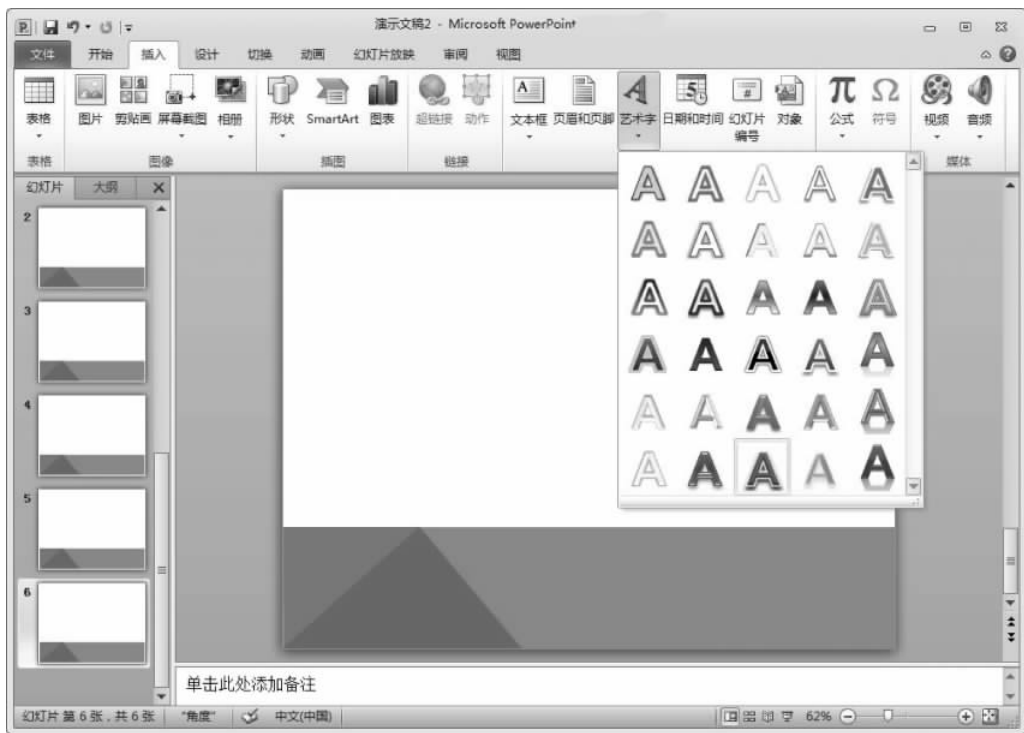 演示文稿2 - Microsoft PowerPoint
文件 开始 插入 设计 切换 动画 幻灯片放映 审阅 视图
表格 图片 剪贴画 屏幕截图 相册 形状 SmartArt 图表 超链接 动作 文本框 页眉和页脚 艺术字 日期和时间 幻灯片编号 对象 公式 符号 视频 音频
表格 图像 插图 链接 媒体
幻灯片 大纲
2
3
4
5
6
单击此处添加备注
幻灯片 第 6 张，共 6 张 "角度" 中文(中国) 62%